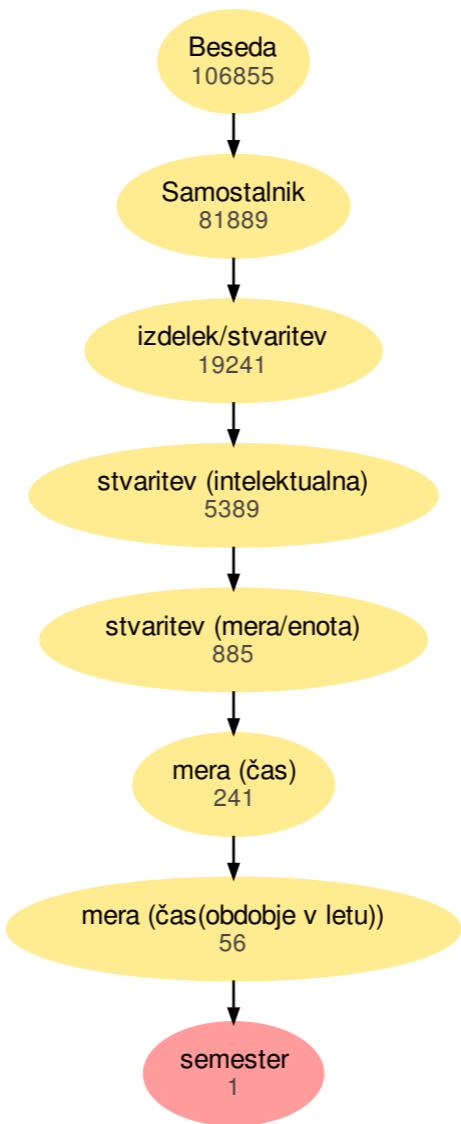 Beseda
106855
Samostalnik
81889
izdelek/stvaritev
19241
stvaritev (intelektualna)
5389
stvaritev (mera/enota)
885
mera (čas)
241
mera (čas(obdobje v letu))
56
semester
1